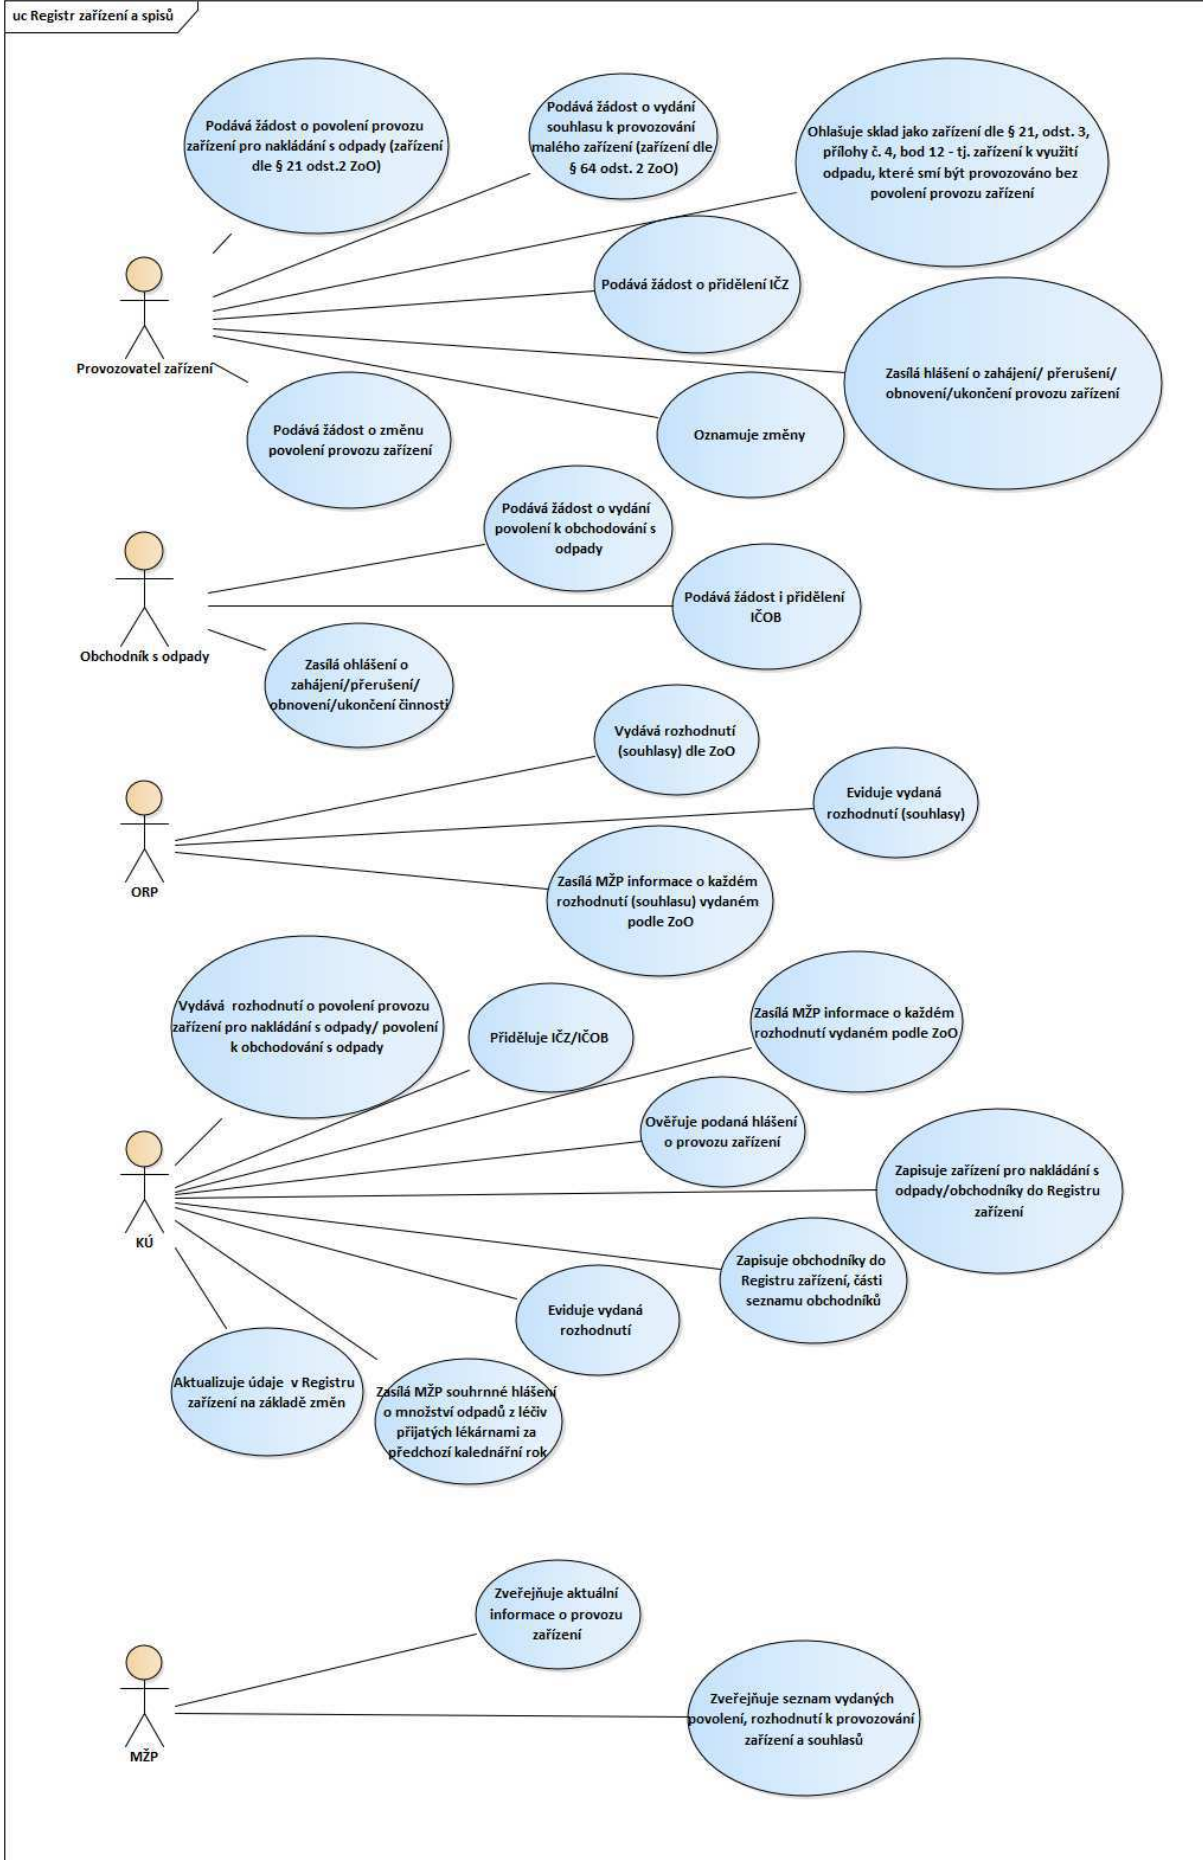 uc Registr zařízení a spisů
Podává žádost o povolení provozu
zařízení pro nakládání s odpady (zařízení
dle § 21 odst.2 ZoO)
Podává žádost o vydání
souhlasu k provozování
malého zařízení (zařízení dle
§ 64 odst. 2 ZoO)
Ohlašuje sklad jako zařízení dle § 21, odst. 3,
přílohy č. 4, bod 12 - tj. zařízení k využití
odpadu, které smí být provozováno bez
povolení provozu zařízení
Podává žádost o přidělení IČZ
Provozovatel zařízení
Zasílá hlášení o zahájení/ přerušení/
obnovení/ukončení provozu zařízení
Podává žádost o změnu
povolení provozu zařízení
Oznamuje změny
Podává žádost o vydání
povolení k obchodování s
odpady
Podává žádost i přidělení
IČOB
Obchodník s odpady
Zasílá ohlášení o
zahájení/přerušení/
obnovení/ukončení činnosti
Vydává rozhodnutí
(souhlasy) dle ZoO
Eviduje vydaná
rozhodnutí (souhlasy)
ORP
Zasílá MŽP informace o každém
rozhodnutí (souhlasu) vydaném
podle ZoO
Vydává  rozhodnutí o povolení provozu
zařízení pro nakládání s odpady/ povolení
k obchodování s odpady
Přiděluje IČZ/IČOB
Zasílá MŽP informace o každém
rozhodnutí vydaném podle ZoO
Ověřuje podaná hlášení
o provozu zařízení
Zapisuje zařízení pro nakládání s
odpady/obchodníky do Registru
zařízení
KÚ
Zapisuje obchodníky do
Registru zařízení, části
seznamu obchodníků
Eviduje vydaná
rozhodnutí
Aktualizuje údaje  v Registru
zařízení na základě změn
Zasílá MŽP souhrnné hlášení
o množství odpadů z léčiv
přijatých lékárnami za
předchozí kalednářní rok
Zveřejňuje aktuální
informace o provozu
zařízení
Zveřejňuje seznam vydaných
povolení, rozhodnutí k provozování
zařízení a souhlasů
MŽP